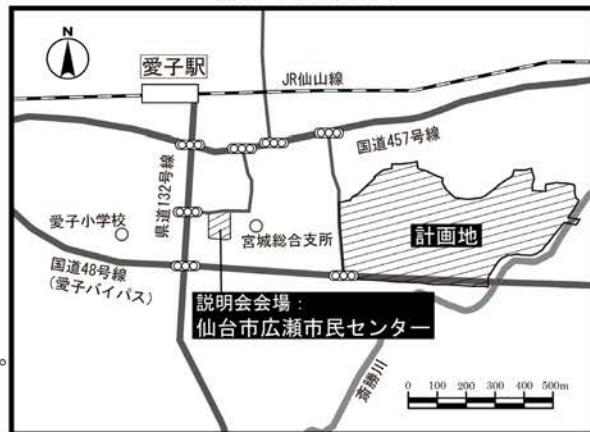 N
愛子駅
JR仙山線
国道457号線
県道132号線
愛子小学校
宮城総合支所
計画地
国道48号線
(愛子バイパス)
説明会会場：
仙台市広瀬市民センター
斎勝川
0 100 200 300 400 500m
。